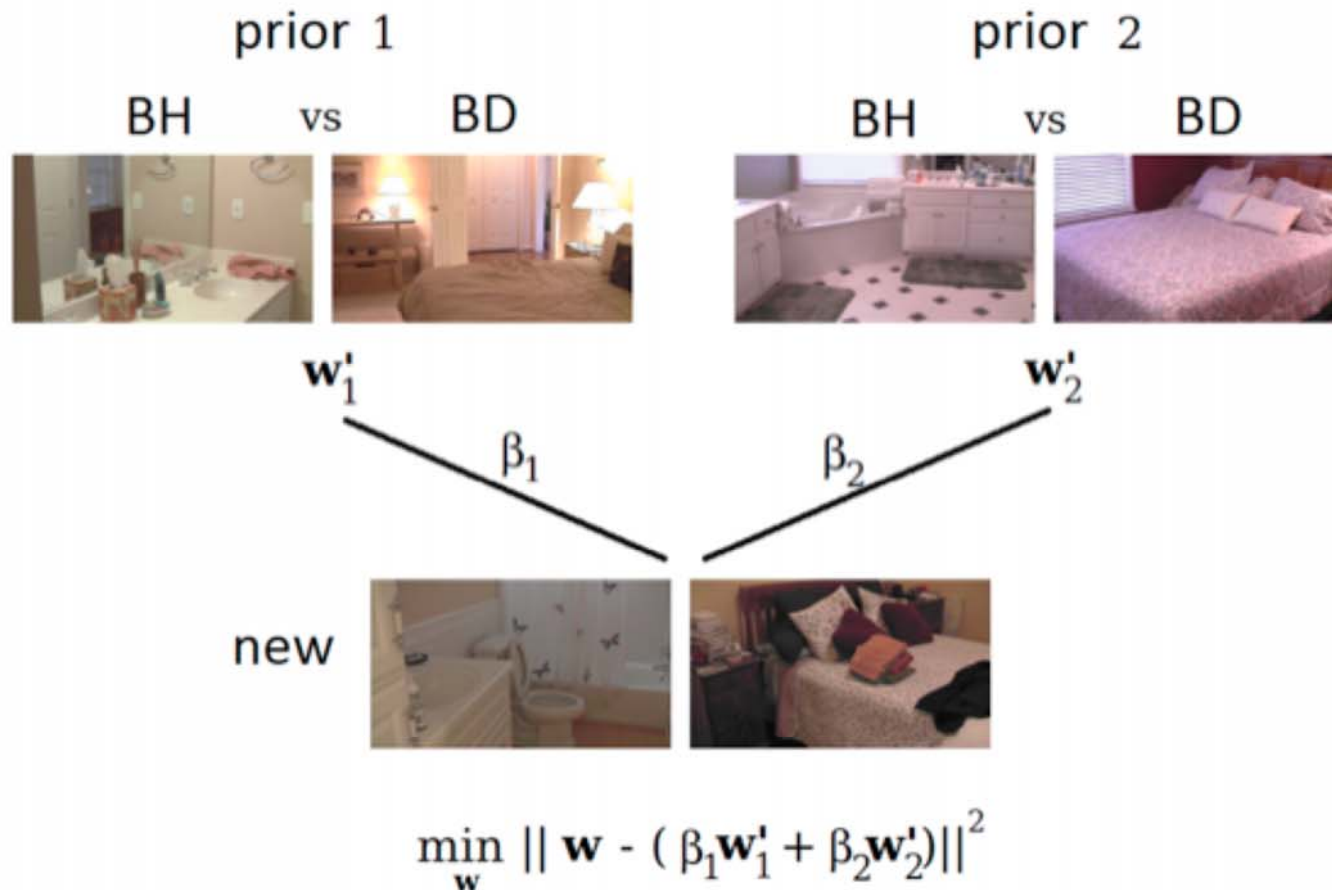 prior 1
prior 2
BH vs BD
BH vs BD
w'₁
w'₂
β₁
β₂
new
min_w || w - ( β₁w'₁ + β₂w'₂)||²